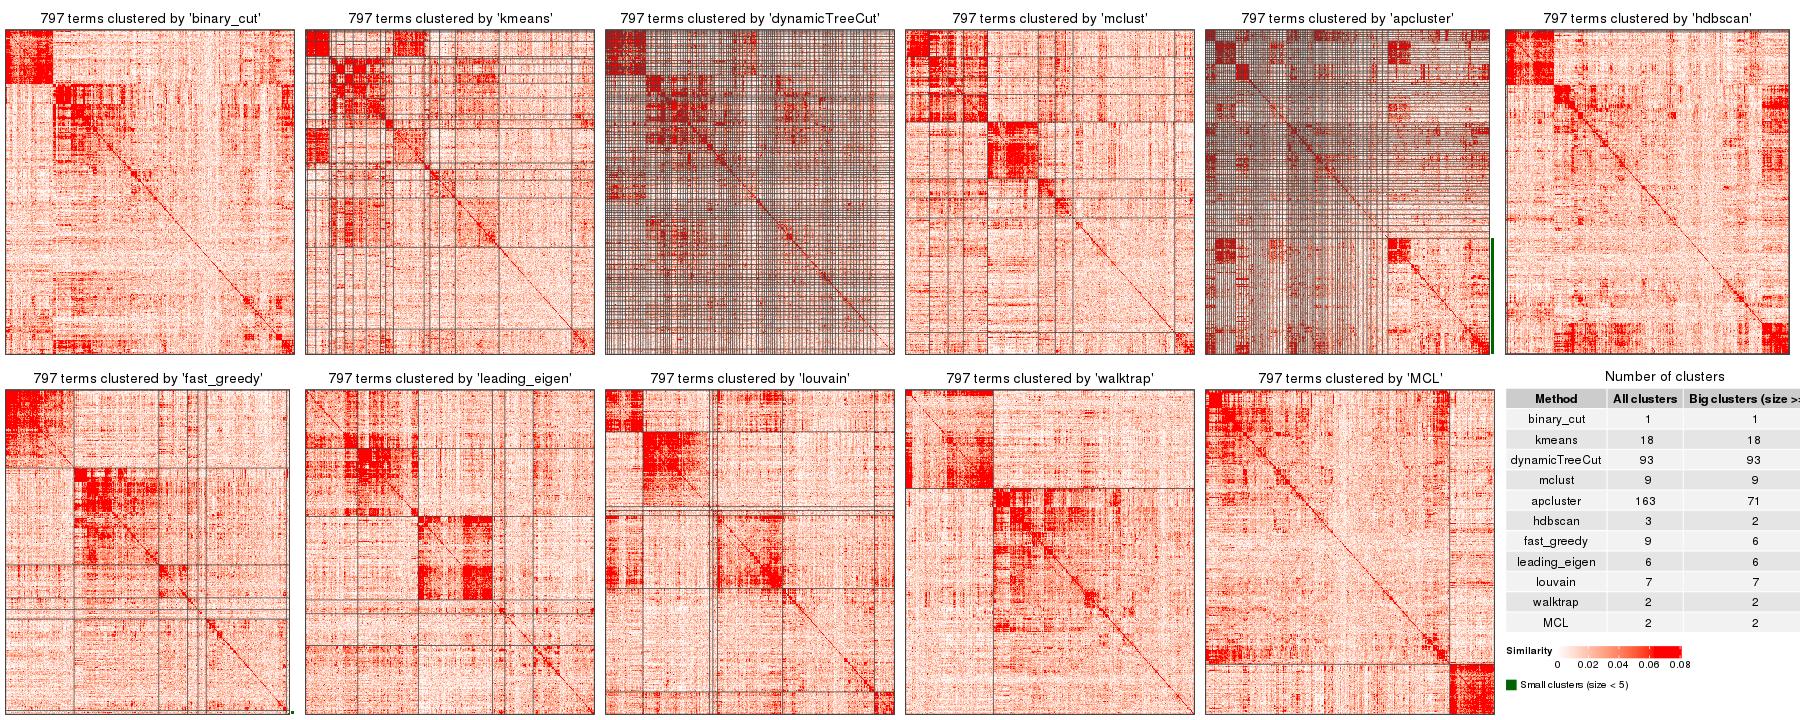 797 terms clustered by 'binary_cut'
797 terms clustered by 'kmeans'
797 terms clustered by 'dynamicTreeCut'
797 terms clustered by 'mclust'
797 terms clustered by 'apcluster'
797 terms clustered by 'hdbscan'
797 terms clustered by 'fast_greedy'
797 terms clustered by 'leading_eigen'
797 terms clustered by 'louvain'
797 terms clustered by 'walktrap'
797 terms clustered by 'MCL'
Number of clusters
Method All clusters Big clusters (size >=
binary_cut 1 1
kmeans 18 18
dynamicTreeCut 93 93
mclust 9 9
apcluster 163 71
hdbscan 3 2
fast_greedy 9 6
leading_eigen 6 6
louvain 7 7
walktrap 2 2
MCL 2 2
Similarity
0 0.02 0.04 0.06 0.08
Small clusters (size < 5)